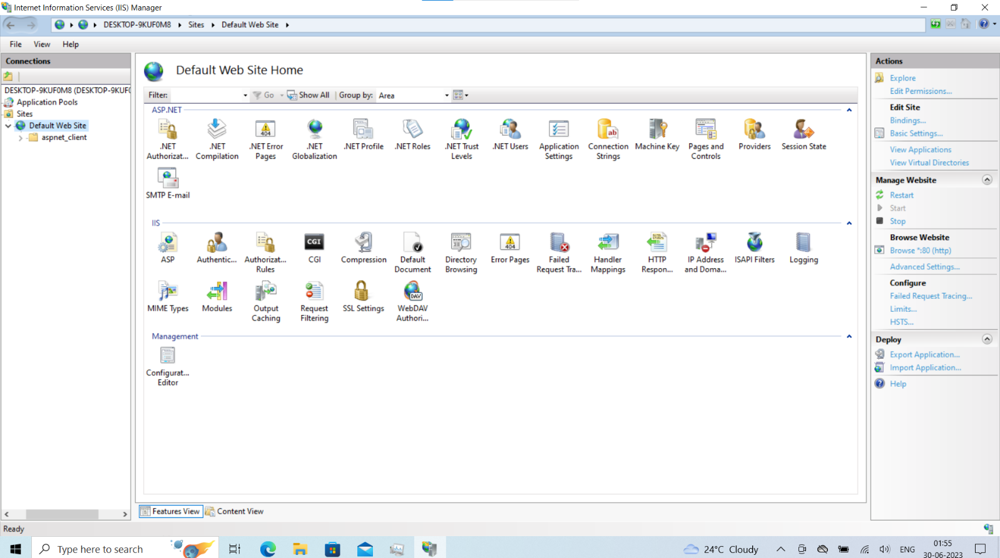 Internet Information Services (IIS) Manager
DESKTOP-9KUF0M8 Sites Default Web Site
File View Help
Connections
DESKTOP-9KUF0M8 (DESKTOP-9KUF0
Application Pools
Sites
Default Web Site
aspnet_client
Default Web Site Home
Filter: Go Show All Group by: Area
ASP.NET
.NET Authorizat...
.NET Compilation
.NET Error Pages
.NET Globalization
.NET Profile
.NET Roles
.NET Trust Levels
.NET Users
Application Settings
Connection Strings
Machine Key
Pages and Controls
Providers
Session State
SMTP E-mail
IIS
ASP
Authentic...
Authorizat... Rules
CGI
CGI
Compression
Default Document
Directory Browsing
404
Error Pages
Failed Request Tra...
Handler Mappings
HTTP Respon...
IP Address and Doma...
ISAPI Filters
Logging
MIME Types
Modules
Output Caching
Request Filtering
SSL Settings
DAV
WebDAV Authori...
Management
Configurat... Editor
Features View Content View
Ready
Actions
Explore
Edit Permissions...
Edit Site
Bindings...
Basic Settings...
View Applications
View Virtual Directories
Manage Website
Restart
Start
Stop
Browse Website
Browse *:80 (http)
Advanced Settings...
Configure
Failed Request Tracing...
Limits...
HSTS...
Deploy
Export Application...
Import Application...
Help
Type here to search
24°C Cloudy
ENG
01:55
30-06-2023